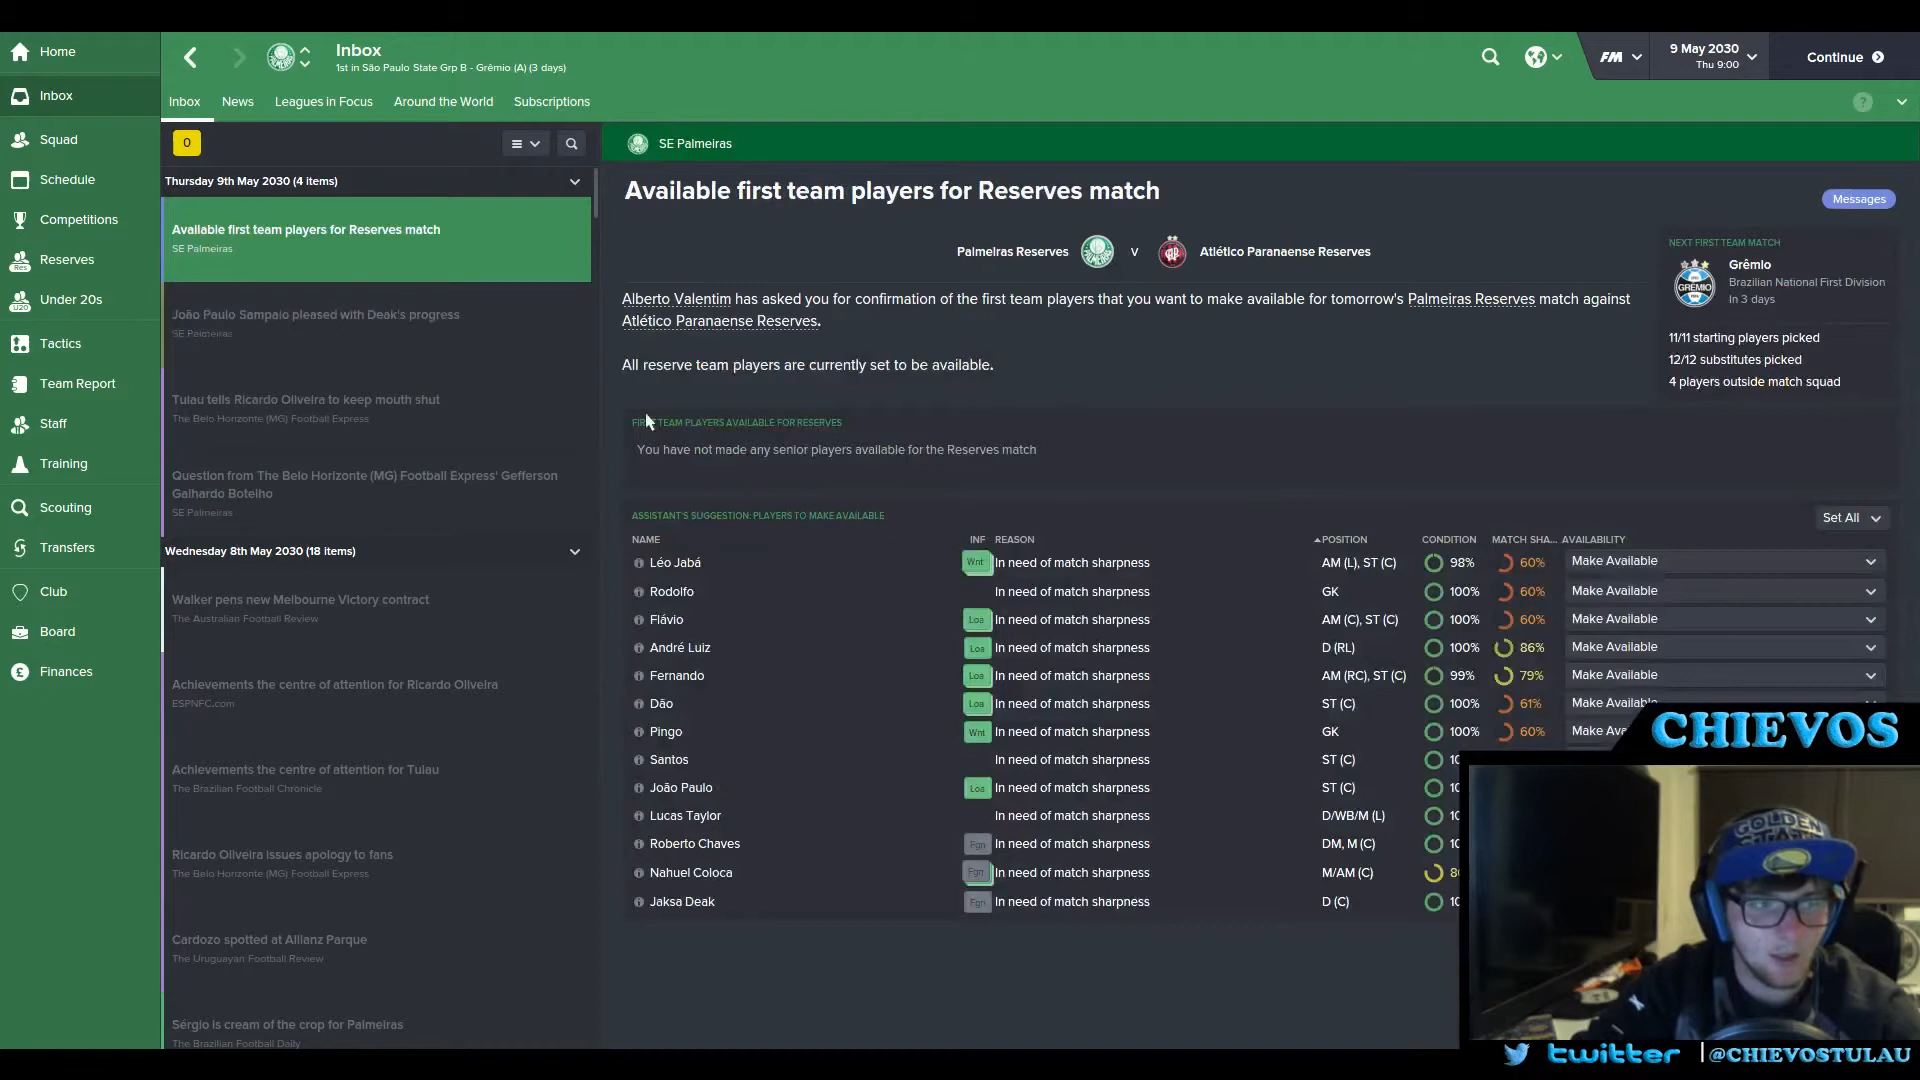 Home
Inbox
Squad
Schedule
Competitions
Reserves
Under 20s
Tactics
Team Report
Staff
Training
Scouting
Transfers
Club
Board
Finances
Inbox
1st in São Paulo State Grp B - Grêmio (A) (3 days)
FM
9 May 2030
Thu 9:00
Continue
Inbox News Leagues in Focus Around the World Subscriptions
?
0
Thursday 9th May 2030 (4 items)
Available first team players for Reserves match
SE Palmeiras
João Paulo Sampaio pleased with Deak's progress
SE Palmeiras
Tulau tells Ricardo Oliveira to keep mouth shut
The Belo Horizonte (MG) Football Express
Question from The Belo Horizonte (MG) Football Express' Gefferson
Galhardo Botelho
SE Palmeiras
Wednesday 8th May 2030 (18 items)
Walker pens new Melbourne Victory contract
The Australian Football Review
Achievements the centre of attention for Ricardo Oliveira
ESPNFC.com
Achievements the centre of attention for Tulau
The Brazilian Football Chronicle
Ricardo Oliveira issues apology to fans
The Belo Horizonte (MG) Football Express
Cardozo spotted at Allianz Parque
The Uruguayan Football Review
Sérgio is cream of the crop for Palmeiras
The Brazilian Football Daily
SE Palmeiras
Available first team players for Reserves match
Messages
Palmeiras Reserves V Atlético Paranaense Reserves
Alberto Valentim has asked you for confirmation of the first team players that you want to make available for tomorrow's Palmeiras Reserves match against
Atlético Paranaense Reserves.
All reserve team players are currently set to be available.
NEXT FIRST TEAM MATCH
GRÊMIO
Grêmio
Brazilian National First Division
In 3 days
11/11 starting players picked
12/12 substitutes picked
4 players outside match squad
FIRST TEAM PLAYERS AVAILABLE FOR RESERVES
You have not made any senior players available for the Reserves match
ASSISTANT'S SUGGESTION: PLAYERS TO MAKE AVAILABLE
Set All
NAME INF REASON POSITION CONDITION MATCH SHA... AVAILABILITY
Léo Jabá Wnt In need of match sharpness AM (L), ST (C) 98% 60% Make Available
Rodolfo In need of match sharpness GK 100% 60% Make Available
Flávio Loa In need of match sharpness AM (C), ST (C) 100% 60% Make Available
André Luiz Loa In need of match sharpness D (RL) 100% 86% Make Available
Fernando Loa In need of match sharpness AM (RC), ST (C) 99% 79% Make Available
Dão Loa In need of match sharpness ST (C) 100% 61% Make Availa
Pingo Wnt In need of match sharpness GK 100% 60% Make Ava
Santos In need of match sharpness ST (C) 10
João Paulo Loa In need of match sharpness ST (C) 10
Lucas Taylor In need of match sharpness D/WB/M (L) 10
Roberto Chaves Fgn In need of match sharpness DM, M (C) 10
Nahuel Coloca Fgn In need of match sharpness M/AM (C) 8
Jaksa Deak Fgn In need of match sharpness D (C) 10
CHIEVOS
GOLDEN
STATE
twitter |@CHIEVOSTULAU